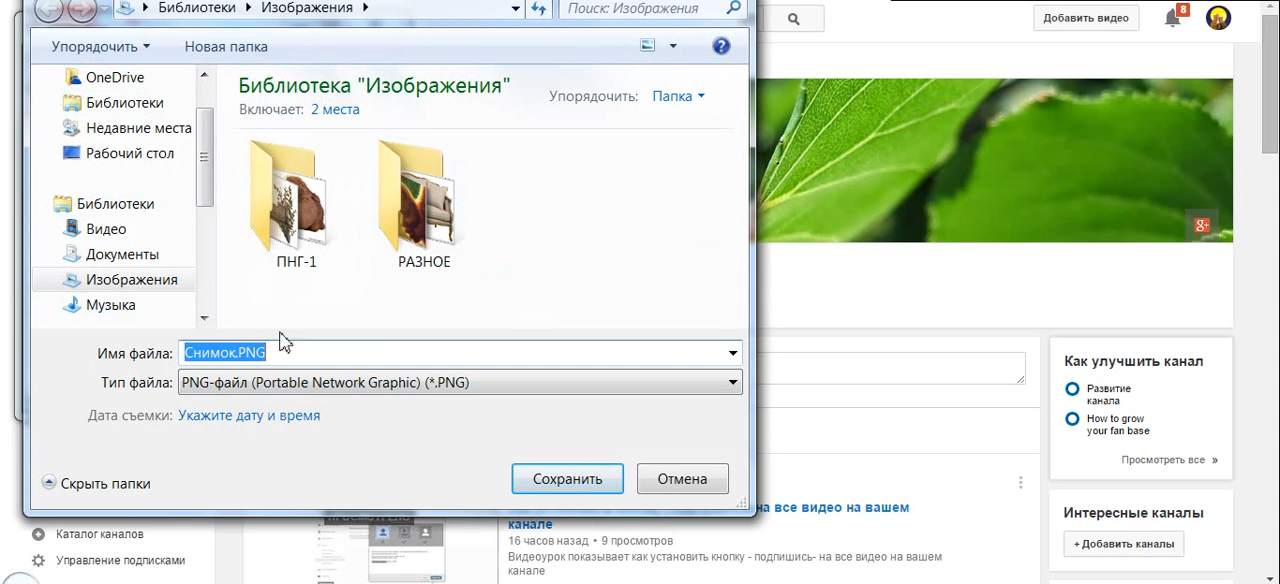 Библиотеки
Изображения
Поиск: Изображения
Упорядочить
Новая папка
OneDrive
Библиотеки
Недавние места
Рабочий стол
Библиотеки
Видео
Документы
Изображения
Музыка
Библиотека "Изображения"
Включает: 2 места
Упорядочить: Папка
ПНГ-1
РАЗНОЕ
Имя файла: Снимок.PNG
Тип файла: PNG-файл (Portable Network Graphic) (*.PNG)
Дата съемки: Укажите дату и время
Скрыть папки
Сохранить
Отмена
Добавить видео
8
g+
Как улучшить канал
Развитие
канала
How to grow
your fan base
Просмотреть все »
Интересные каналы
+ Добавить каналы
на все видео на вашем
канале
16 часов назад • 9 просмотров
Видеоурок показывает как установить кнопку - подпишись- на все видео на вашем
канале
Каталог каналов
Управление подписками